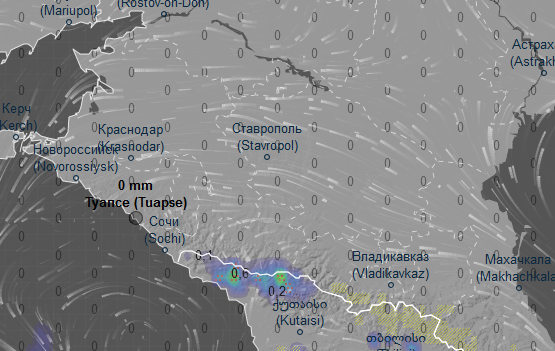 Rostov-on-Don)
(Mariupol)
Астрах
(Astrakh
Керч
Kerch)
Краснодар
(Krasnodar)
Ставрополь
(Stavropol)
Новороссийск
(Novorossiysk)
0 mm
Туапсе (Tuapse)
Сочи
(Sochi)
0.1
0.6
0.2
Владикавказ
(Vladikavkaz)
Махачкала
(Makhachkala
ქუთაისი
(Kutaisi)
თბილისი